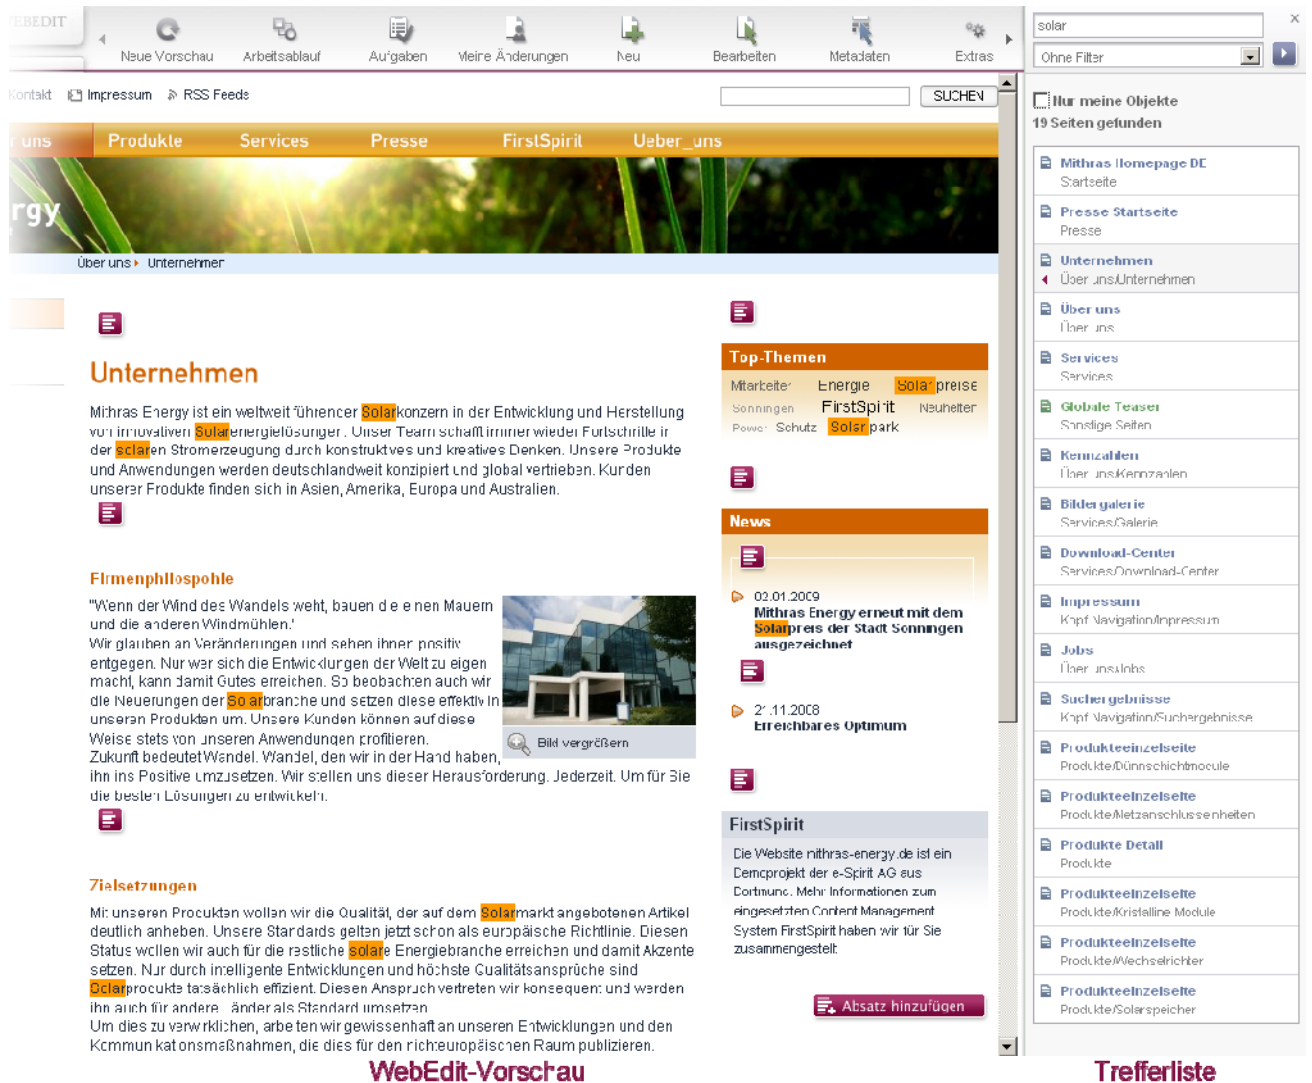 WEBEDIT
Neue Vorschau
Arbeitsablauf
Aufgaben
Meine Änderungen
Neu
Bearbeiten
Metadaten
Extras
Kontakt
Impressum
RSS Feeds
SUCHEN
r uns
Produkte
Services
Presse
FirstSpirit
Ueber_uns
rgy
Über uns Unternehmen
Unternehmen
Mithras Energy ist ein weltweit führender Solarkonzern in der Entwicklung und Herstellung
von innovativen Solarenergielösungen. Unser Team schafft immer wieder Fortschritte in
der solaren Stromerzeugung durch konstruktives und kreatives Denken. Unsere Produkte
und Anwendungen werden deutschlandweit konzipiert und global vertrieben. Kunden
unserer Produkte finden sich in Asien, Amerika, Europa und Australien.
Firmenphilospohie
"Wenn der Wind des Wandels weht, bauen die einen Mauern
und die anderen Windmühlen."
Wir glauben an Veränderungen und sehen ihnen positiv
entgegen. Nur wer sich die Entwicklungen der Welt zu eigen
macht, kann damit Gutes erreichen. So beobachten auch wir
die Neuerungen der Solarbranche und setzen diese effektiv in
unseren Produkten um. Unsere Kunden können auf diese
Weise stets von unseren Anwendungen profitieren.
Zukunft bedeutet Wandel. Wandel, den wir in der Hand haben,
ihn ins Positive umzusetzen. Wir stellen uns dieser Herausforderung. Jederzeit. Um für Sie
die besten Lösungen zu entwickeln.
Bild vergrößern
Zielsetzungen
Mit unseren Produkten wollen wir die Qualität, der auf dem Solarmarkt angebotenen Artikel
deutlich anheben. Unsere Standards gelten jetzt schon als europäische Richtlinie. Diesen
Status wollen wir auch für die restliche solare Energiebranche erreichen und damit Akzente
setzen. Nur durch intelligente Entwicklungen und höchste Qualitätsansprüche sind
Solarprodukte tatsächlich effizient. Diesen Anspruch vertreten wir konsequent und werden
ihn auch für andere Länder als Standard umsetzen.
Um dies zu verwirklichen, arbeiten wir gewissenhaft an unseren Entwicklungen und den
Kommunikationsmaßnahmen, die dies für den nichteuropäischen Raum publizieren.
Top-Themen
Mitarbeiter Energie Solarpreise
Sonningen FirstSpirit Neuheiten
Power Schutz Solarpark
News
02.01.2009
Mithras Energy erneut mit dem
Solarpreis der Stadt Sonningen
ausgezeichnet
21.11.2008
Erreichbares Optimum
FirstSpirit
Die Website mithras-energy.de ist ein
Demoprojekt der e-Spirit AG aus
Dortmund. Mehr Informationen zum
eingesetzten Content Management
System FirstSpirit haben wir für Sie
zusammengestellt
Absatz hinzufügen
solar
Ohne Filter
Nur meine Objekte
19 Seiten gefunden
Mithras Homepage DE
Startseite
Presse Startseite
Presse
Unternehmen
Über uns/Unternehmen
Über uns
Über uns
Services
Services
Globale Teaser
Sonstige Seiten
Kennzahlen
Über uns/Kennzahlen
Bildergalerie
Services/Galerie
Download-Center
Services/Download-Center
Impressum
Kopf Navigation/Impressum
Jobs
Über uns/Jobs
Suchergebnisse
Kopf Navigation/Suchergebnisse
Produkteeinzelseite
Produkte/Dünnschichtmodule
Produkteeinzelseite
Produkte/Netzanschlusseinheiten
Produkte Detail
Produkte
Produkteeinzelseite
Produkte/Kristalline Module
Produkteeinzelseite
Produkte/Wechselrichter
Produkteeinzelseite
Produkte/Solarspeicher
WebEdit-Vorschau
Trefferliste